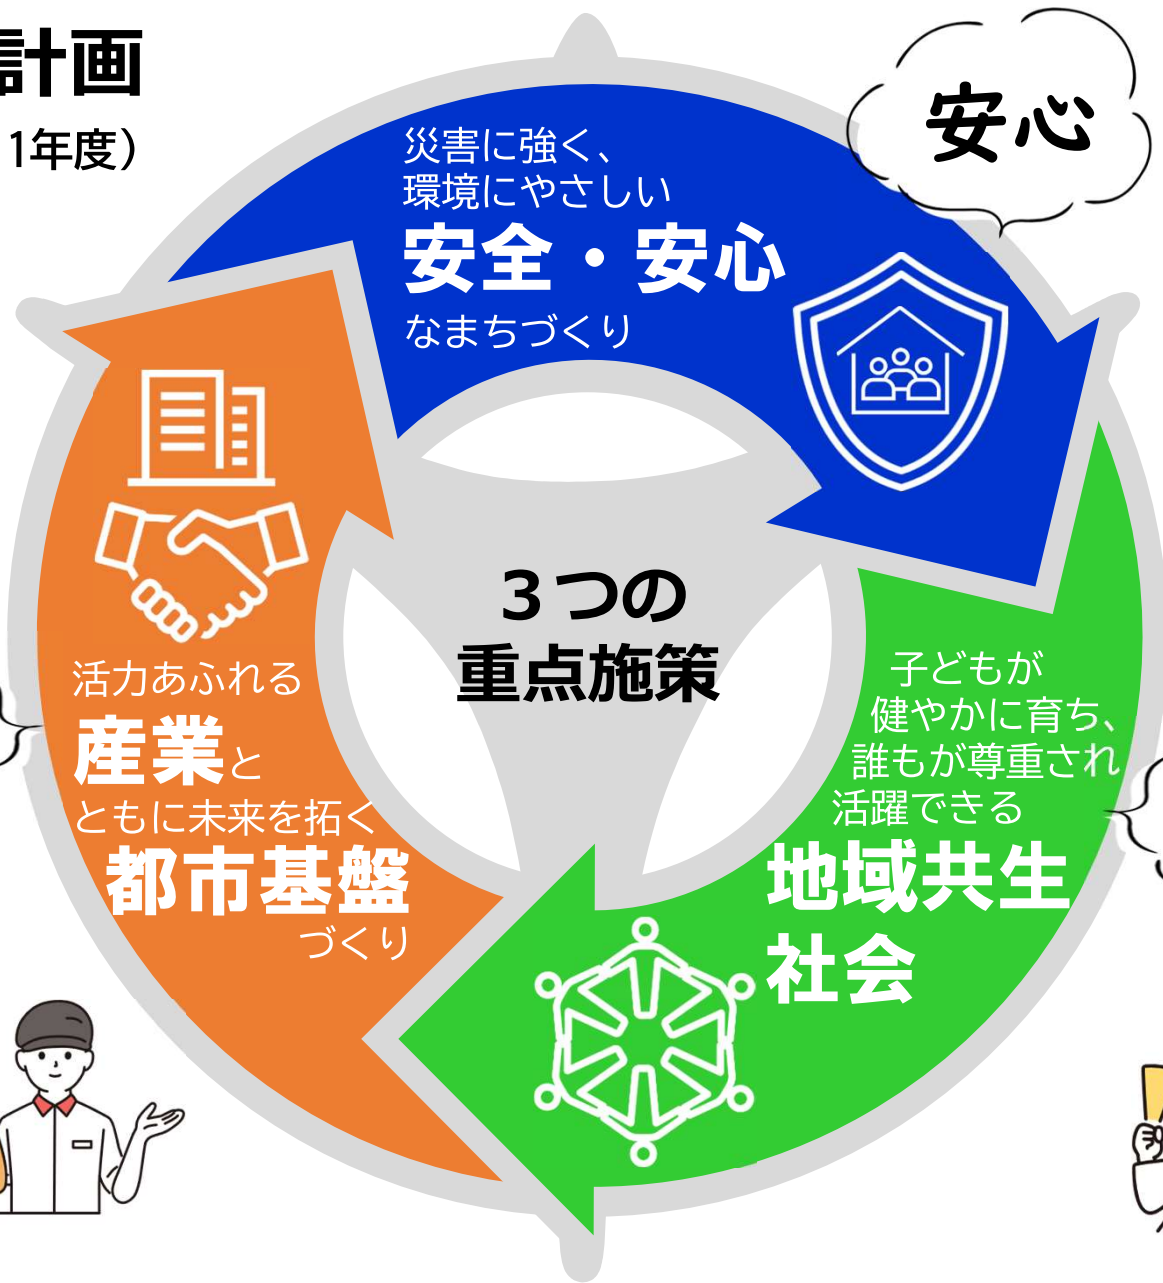 計画
1年度）
安心
災害に強く、
環境にやさしい
安全・安心
なまちづくり
３つの
重点施策
子どもが
健やかに育ち、
誰もが尊重され
活躍できる
地域共生
社会
活力あふれる
産業と
ともに未来を拓く
都市基盤
づくり